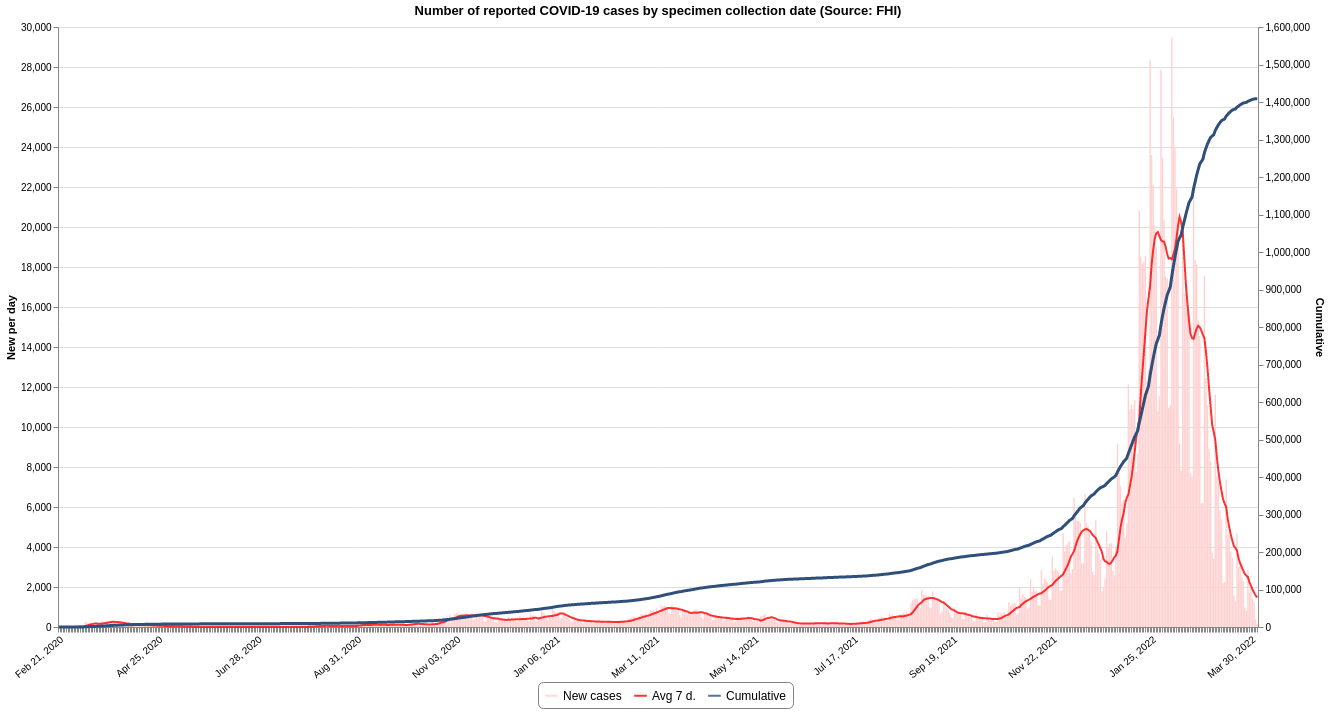 Number of reported COVID-19 cases by specimen collection date (Source: FHI)
30,000
28,000
26,000
24,000
22,000
20,000
18,000
16,000
14,000
12,000
10,000
8,000
6,000
4,000
2,000
0
New per day
1,600,000
1,500,000
1,400,000
1,300,000
1,200,000
1,100,000
1,000,000
900,000
800,000
700,000
600,000
500,000
400,000
300,000
200,000
100,000
0
Cumulative
Feb 21, 2020
Apr 25, 2020
Jun 28, 2020
Aug 31, 2020
Nov 03, 2020
Jan 06, 2021
Mar 11, 2021
May 14, 2021
Jul 17, 2021
Sep 19, 2021
Nov 22, 2021
Jan 25, 2022
Mar 30, 2022
New cases Avg 7 d. Cumulative